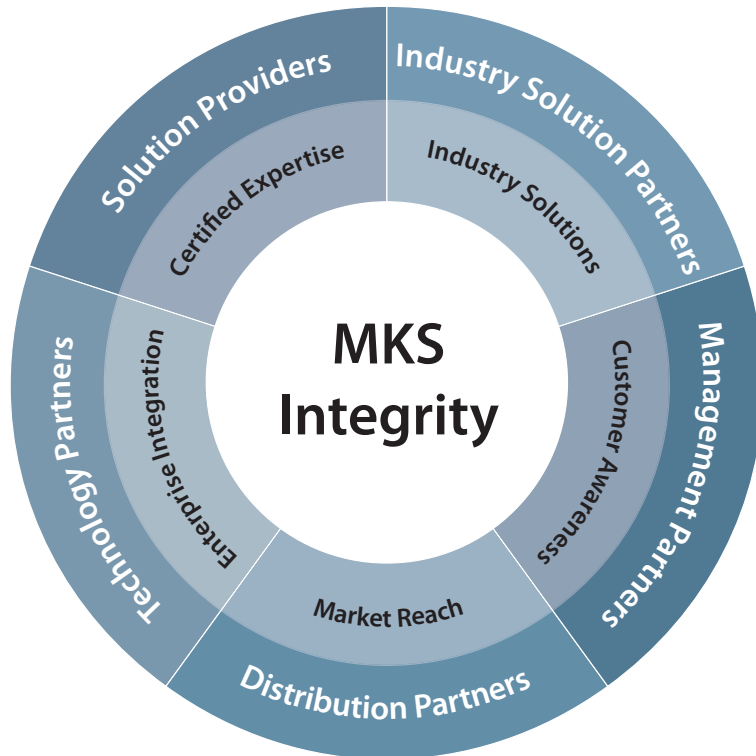 Solution Providers
Industry Solution Partners
Certified Expertise
Industry Solutions
MKS
Integrity
Technology Partners
Enterprise Integration
Customer Awareness
Management Partners
Market Reach
Distribution Partners